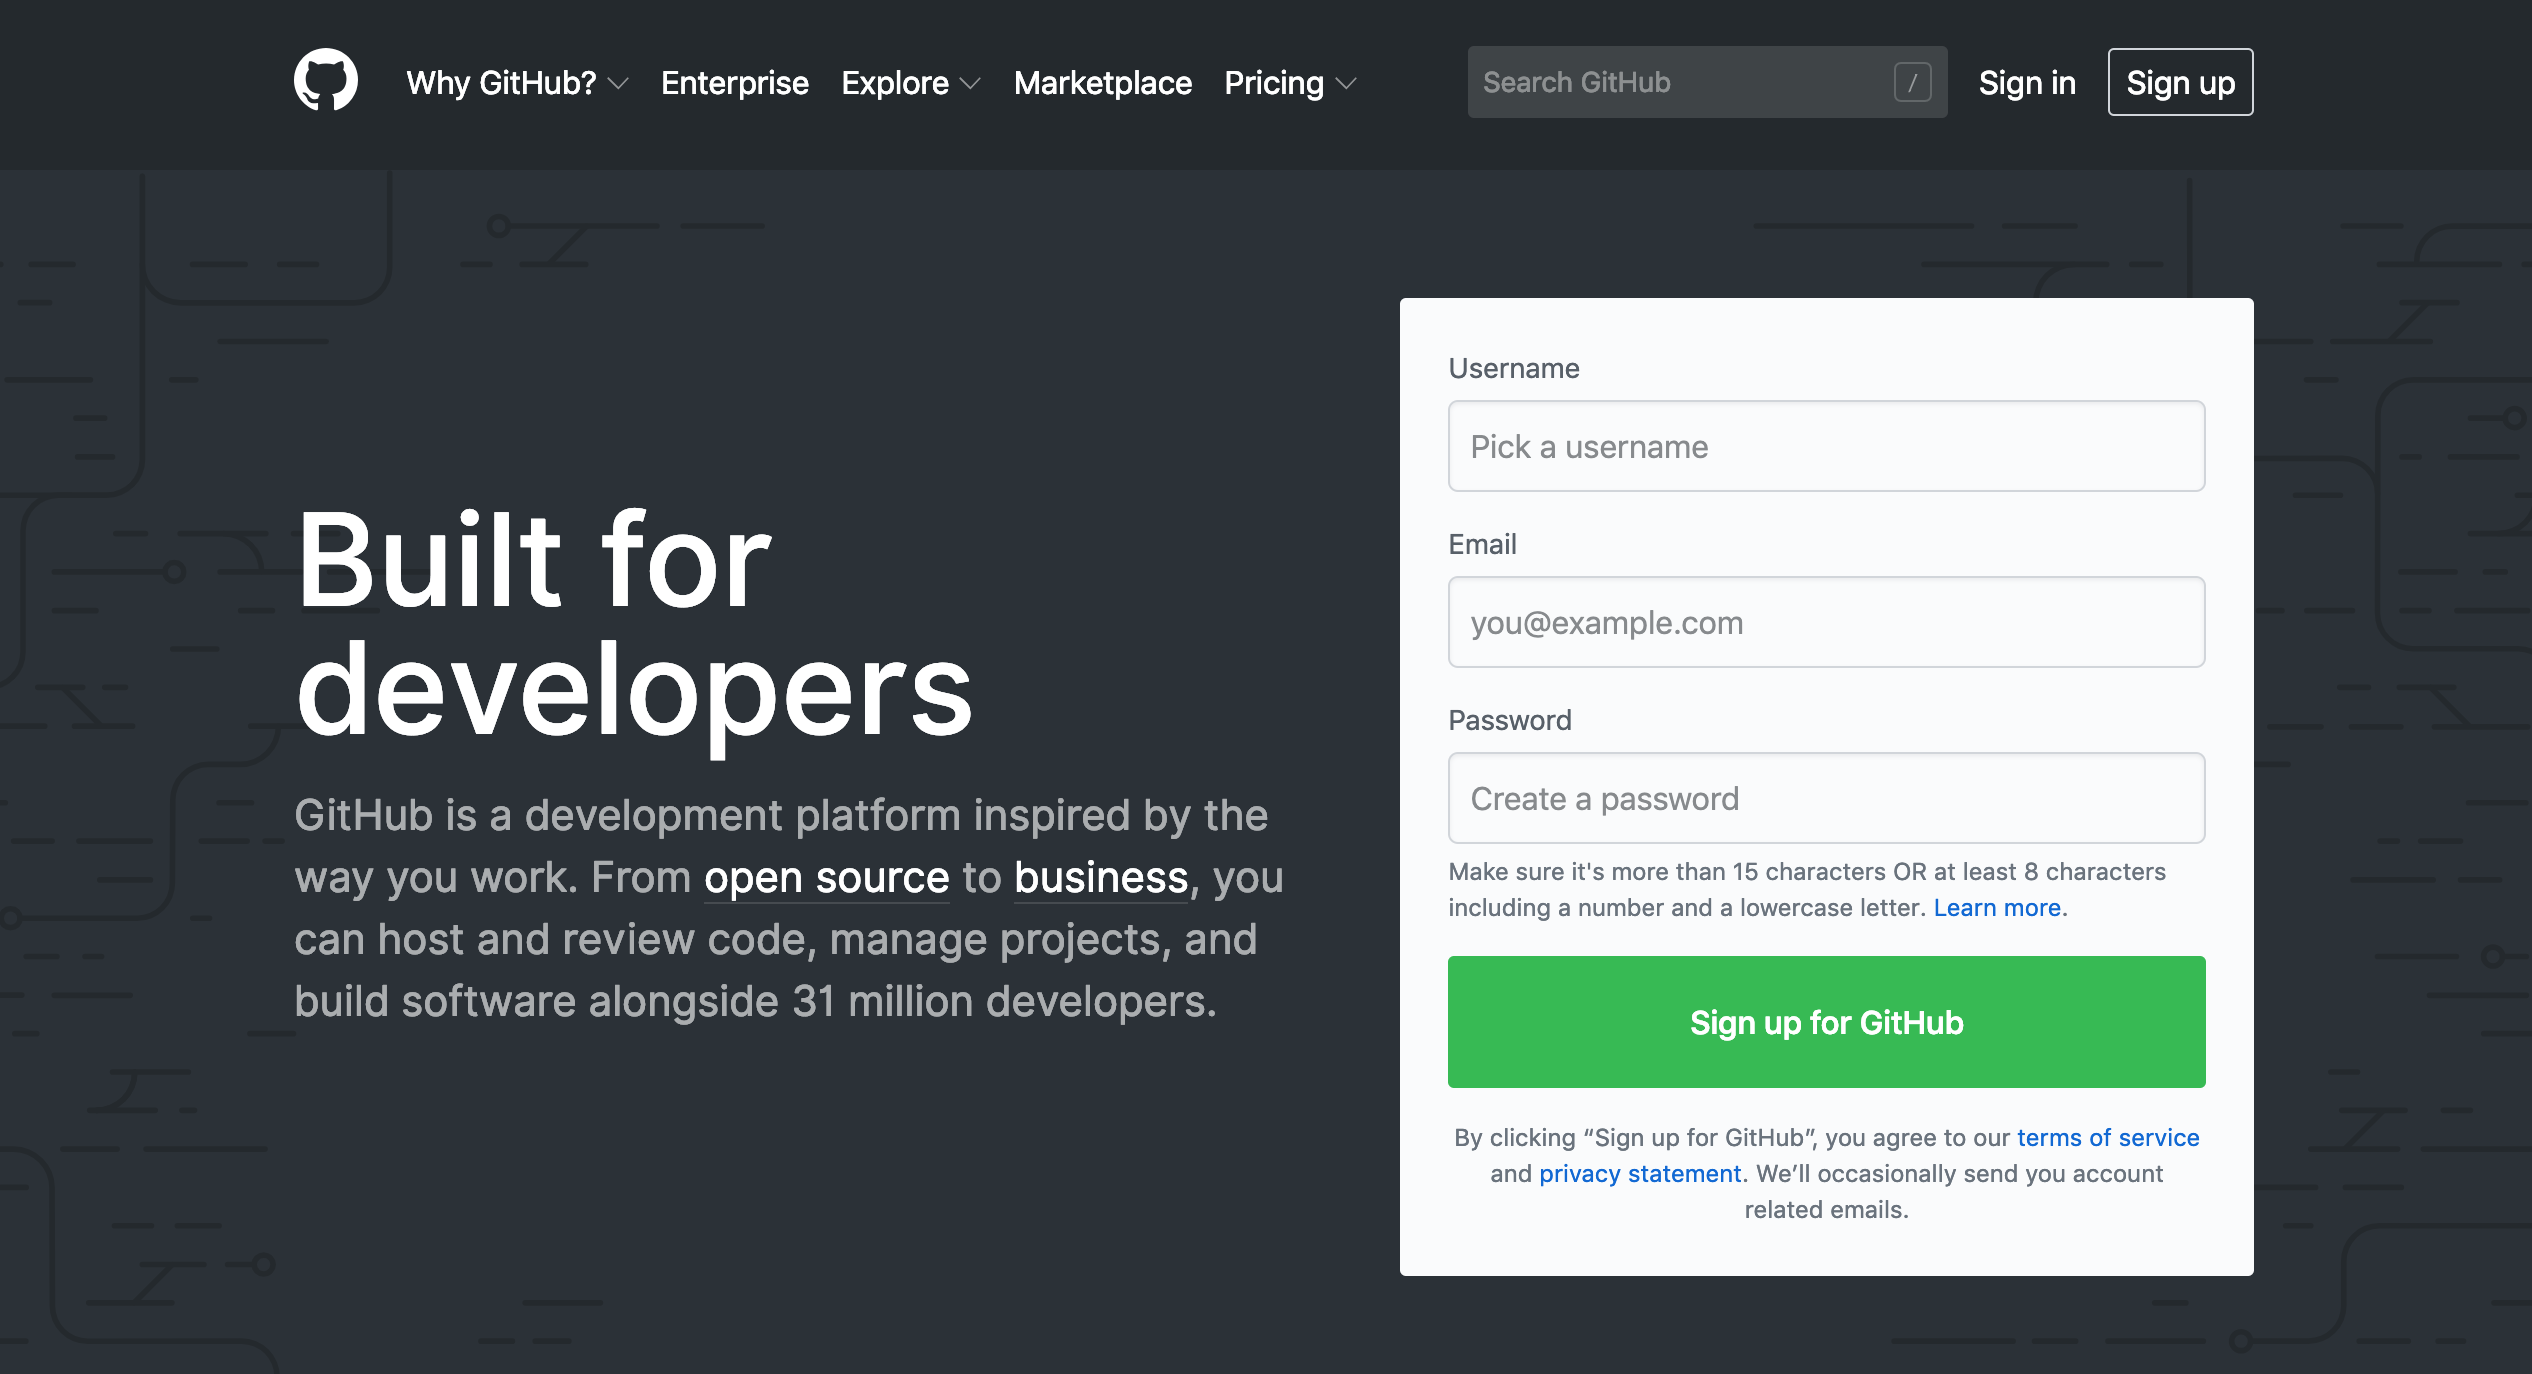 Why GitHub? Enterprise Explore Marketplace Pricing Search GitHub / Sign in Sign up
Built for
developers
GitHub is a development platform inspired by the
way you work. From open source to business, you
can host and review code, manage projects, and
build software alongside 31 million developers.
Username
Pick a username
Email
you@example.com
Password
Create a password
Make sure it's more than 15 characters OR at least 8 characters
including a number and a lowercase letter. Learn more.
Sign up for GitHub
By clicking “Sign up for GitHub”, you agree to our terms of service
and privacy statement. We’ll occasionally send you account
related emails.